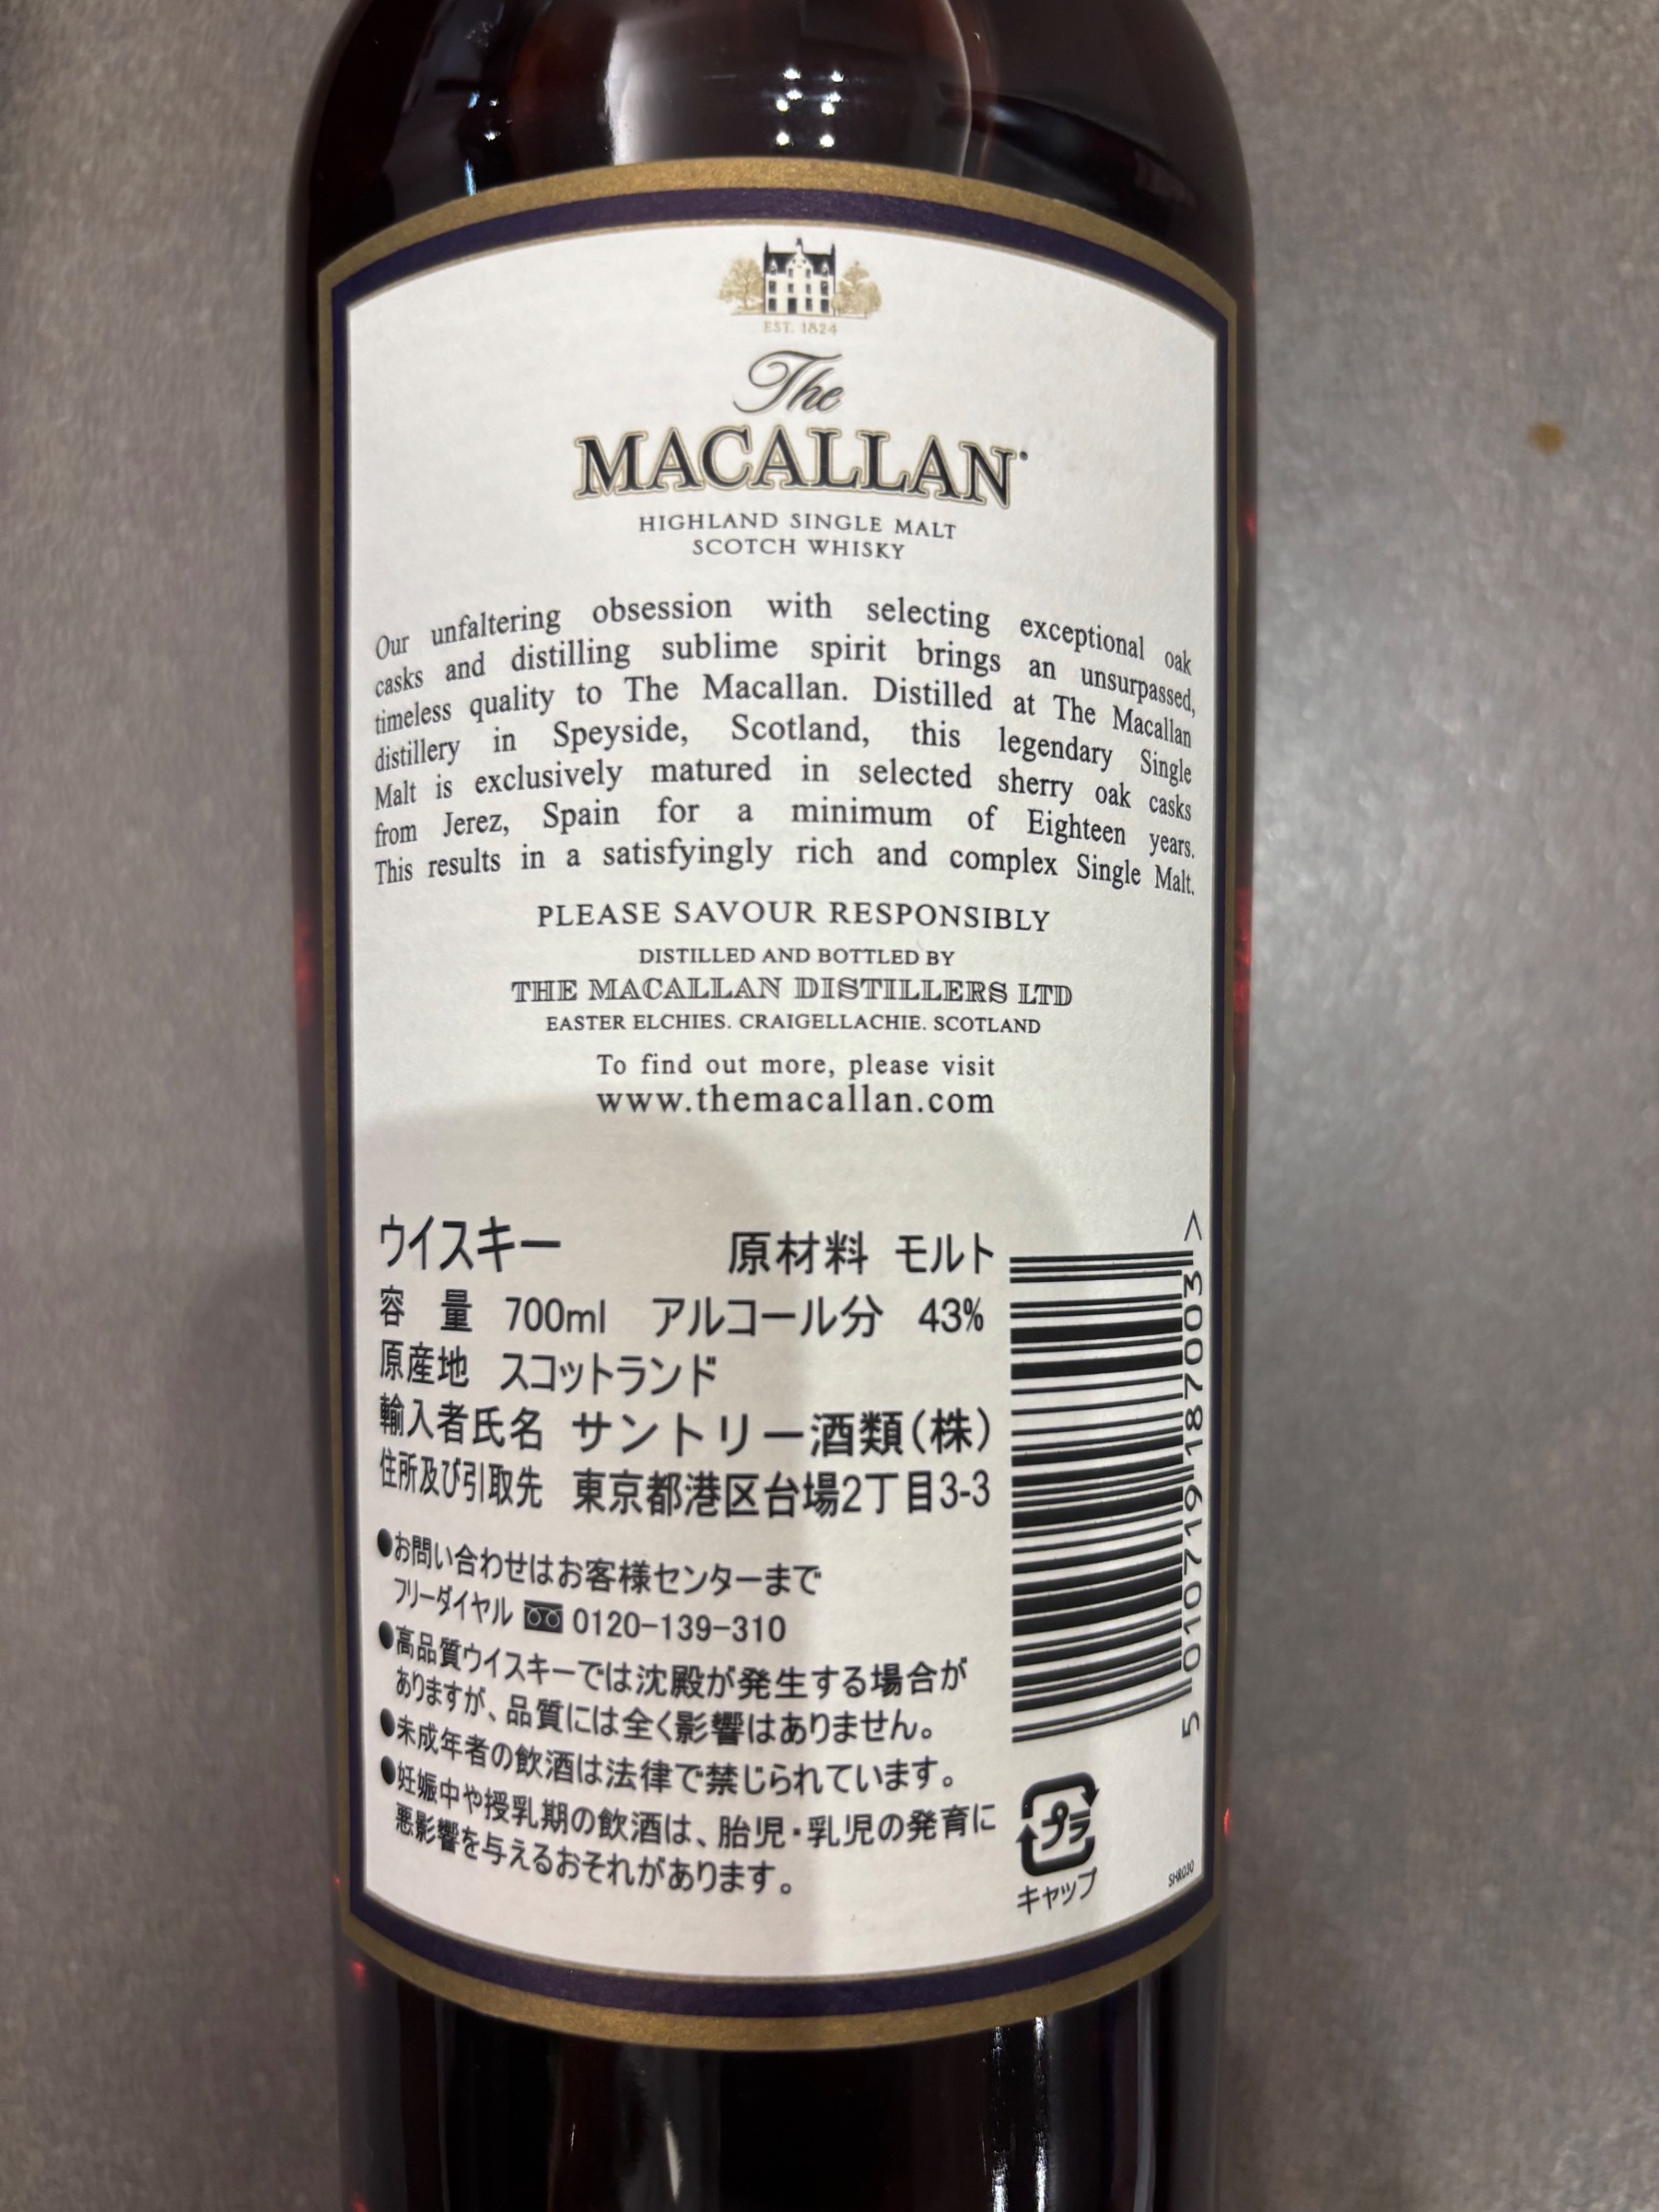 EST. 1824
The
MACALLAN
HIGHLAND SINGLE MALT
SCOTCH WHISKY
Our unfaltering obsession with selecting exceptional oak
casks and distilling sublime spirit brings an unsurpassed,
timeless quality to The Macallan. Distilled at The Macallan
distillery in Speyside, Scotland, this legendary Single
Malt is exclusively matured in selected sherry oak casks
from Jerez, Spain for a minimum of Eighteen years.
This results in a satisfyingly rich and complex Single Malt.
PLEASE SAVOUR RESPONSIBLY
DISTILLED AND BOTTLED BY
THE MACALLAN DISTILLERS LTD
EASTER ELCHIES. CRAIGELLACHIE. SCOTLAND
To find out more, please visit
www.themacallan.com
ウイスキー 原材料 モルト
容 量 700ml アルコール分 43%
原産地 スコットランド
輸入者氏名 サントリー酒類(株)
住所及び引取先 東京都港区台場2丁目3-3
●お問い合わせはお客様センターまで
フリーダイヤル 0120-139-310
●高品質ウイスキーでは沈殿が発生する場合が
ありますが、品質には全く影響はありません。
●未成年者の飲酒は法律で禁じられています。
●妊娠中や授乳期の飲酒は、胎児・乳児の発育に
悪影響を与えるおそれがあります。
5 010719 187003 >
プラ
キャップ
SHR030